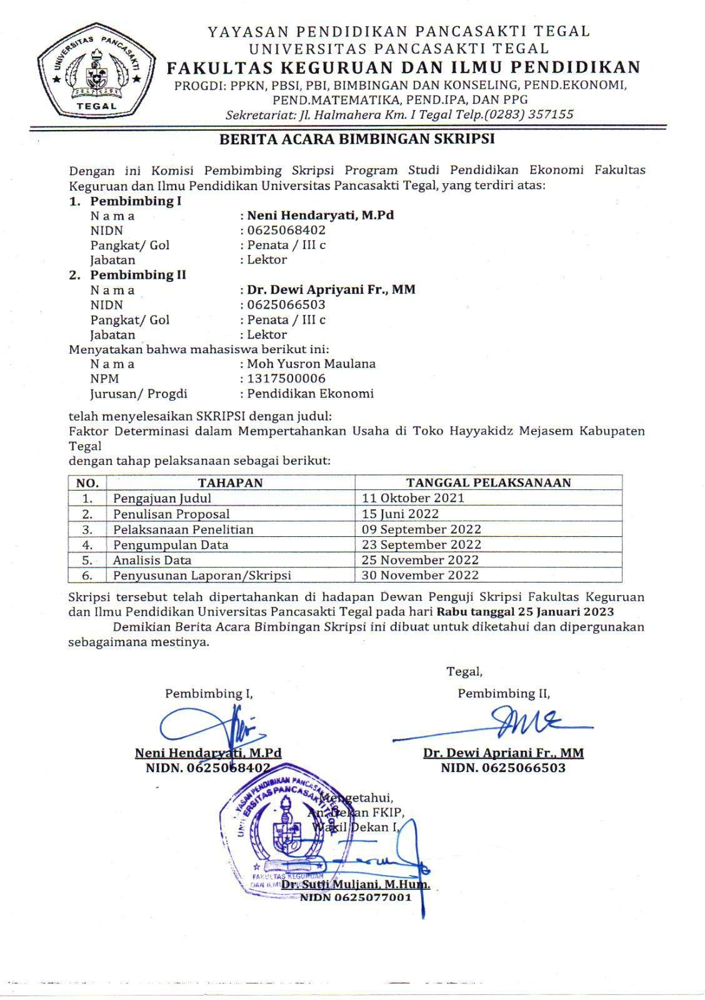 UNIVERSITAS PANCASAKTI
TEGAL
YAYASAN PENDIDIKAN PANCASAKTI TEGAL
UNIVERSITAS PANCASAKTI TEGAL
FAKULTAS KEGURUAN DAN ILMU PENDIDIKAN
PROGDI: PPKN, PBSI, PBI, BIMBINGAN DAN KONSELING, PEND.EKONOMI,
PEND.MATEMATIKA, PEND.IPA, DAN PPG
Sekretariat: Jl. Halmahera Km. I Tegal Telp.(0283) 357155
BERITA ACARA BIMBINGAN SKRIPSI
Dengan ini Komisi Pembimbing Skripsi Program Studi Pendidikan Ekonomi Fakultas
Keguruan dan Ilmu Pendidikan Universitas Pancasakti Tegal, yang terdiri atas:
1. Pembimbing I
N a m a : Neni Hendaryati, M.Pd
NIDN : 0625068402
Pangkat/ Gol : Penata / III c
Jabatan : Lektor
2. Pembimbing II
N a m a : Dr. Dewi Apriyani Fr., MM
NIDN : 0625066503
Pangkat/ Gol : Penata / III c
Jabatan : Lektor
Menyatakan bahwa mahasiswa berikut ini:
N a m a : Moh Yusron Maulana
NPM : 1317500006
Jurusan/ Progdi : Pendidikan Ekonomi
telah menyelesaikan SKRIPSI dengan judul:
Faktor Determinasi dalam Mempertahankan Usaha di Toko Hayyakidz Mejasem Kabupaten
Tegal
dengan tahap pelaksanaan sebagai berikut:
NO. TAHAPAN TANGGAL PELAKSANAAN
1. Pengajuan Judul 11 Oktober 2021
2. Penulisan Proposal 15 Juni 2022
3. Pelaksanaan Penelitian 09 September 2022
4. Pengumpulan Data 23 September 2022
5. Analisis Data 25 November 2022
6. Penyusunan Laporan/Skripsi 30 November 2022
Skripsi tersebut telah dipertahankan di hadapan Dewan Penguji Skripsi Fakultas Keguruan
dan Ilmu Pendidikan Universitas Pancasakti Tegal pada hari Rabu tanggal 25 Januari 2023
Demikian Berita Acara Bimbingan Skripsi ini dibuat untuk diketahui dan dipergunakan
sebagaimana mestinya.
Tegal,
Pembimbing I, Pembimbing II,
Neni Hendaryati, M.Pd Dr. Dewi Apriani Fr., MM
NIDN. 0625068402 NIDN. 0625066503
YAYASAN PENDIDIKAN PANCASAKTI TEGAL
UNIVERSITAS PANCASAKTI TEGAL
FAKULTAS KEGURUAN
DAN ILMU
Mengetahui,
An. Dekan FKIP,
Wakil Dekan I,
Dr. Sutji Muljani, M.Hum.
NIDN 0625077001